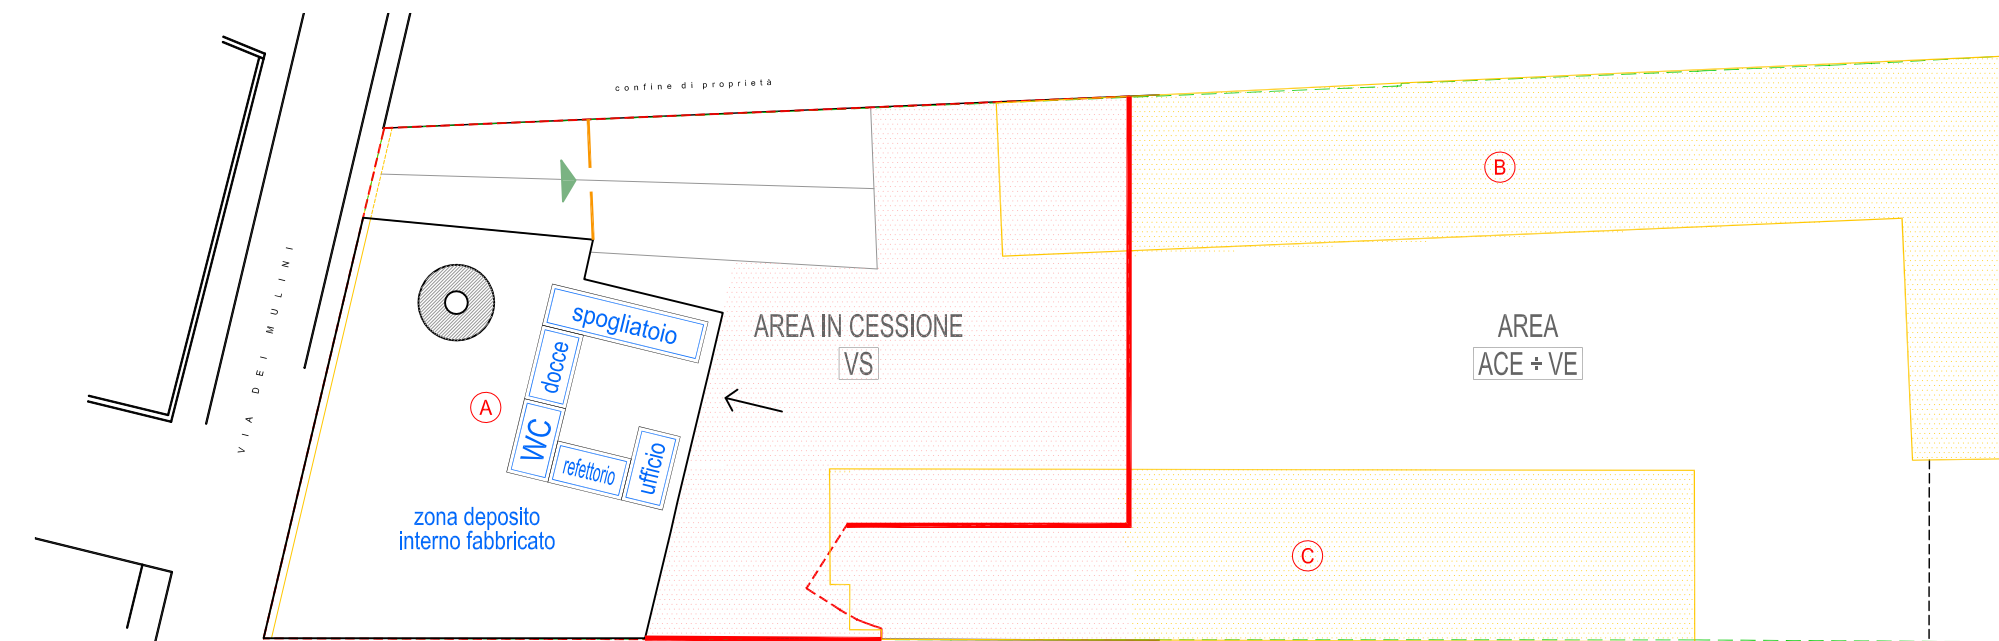 confine di proprietà
VIA DEI MULINI
A
B
C
spogliatoio
docce
WC
refettorio
ufficio
zona deposito
interno fabbricato
AREA IN CESSIONE
VS
AREA
ACE ÷ VE